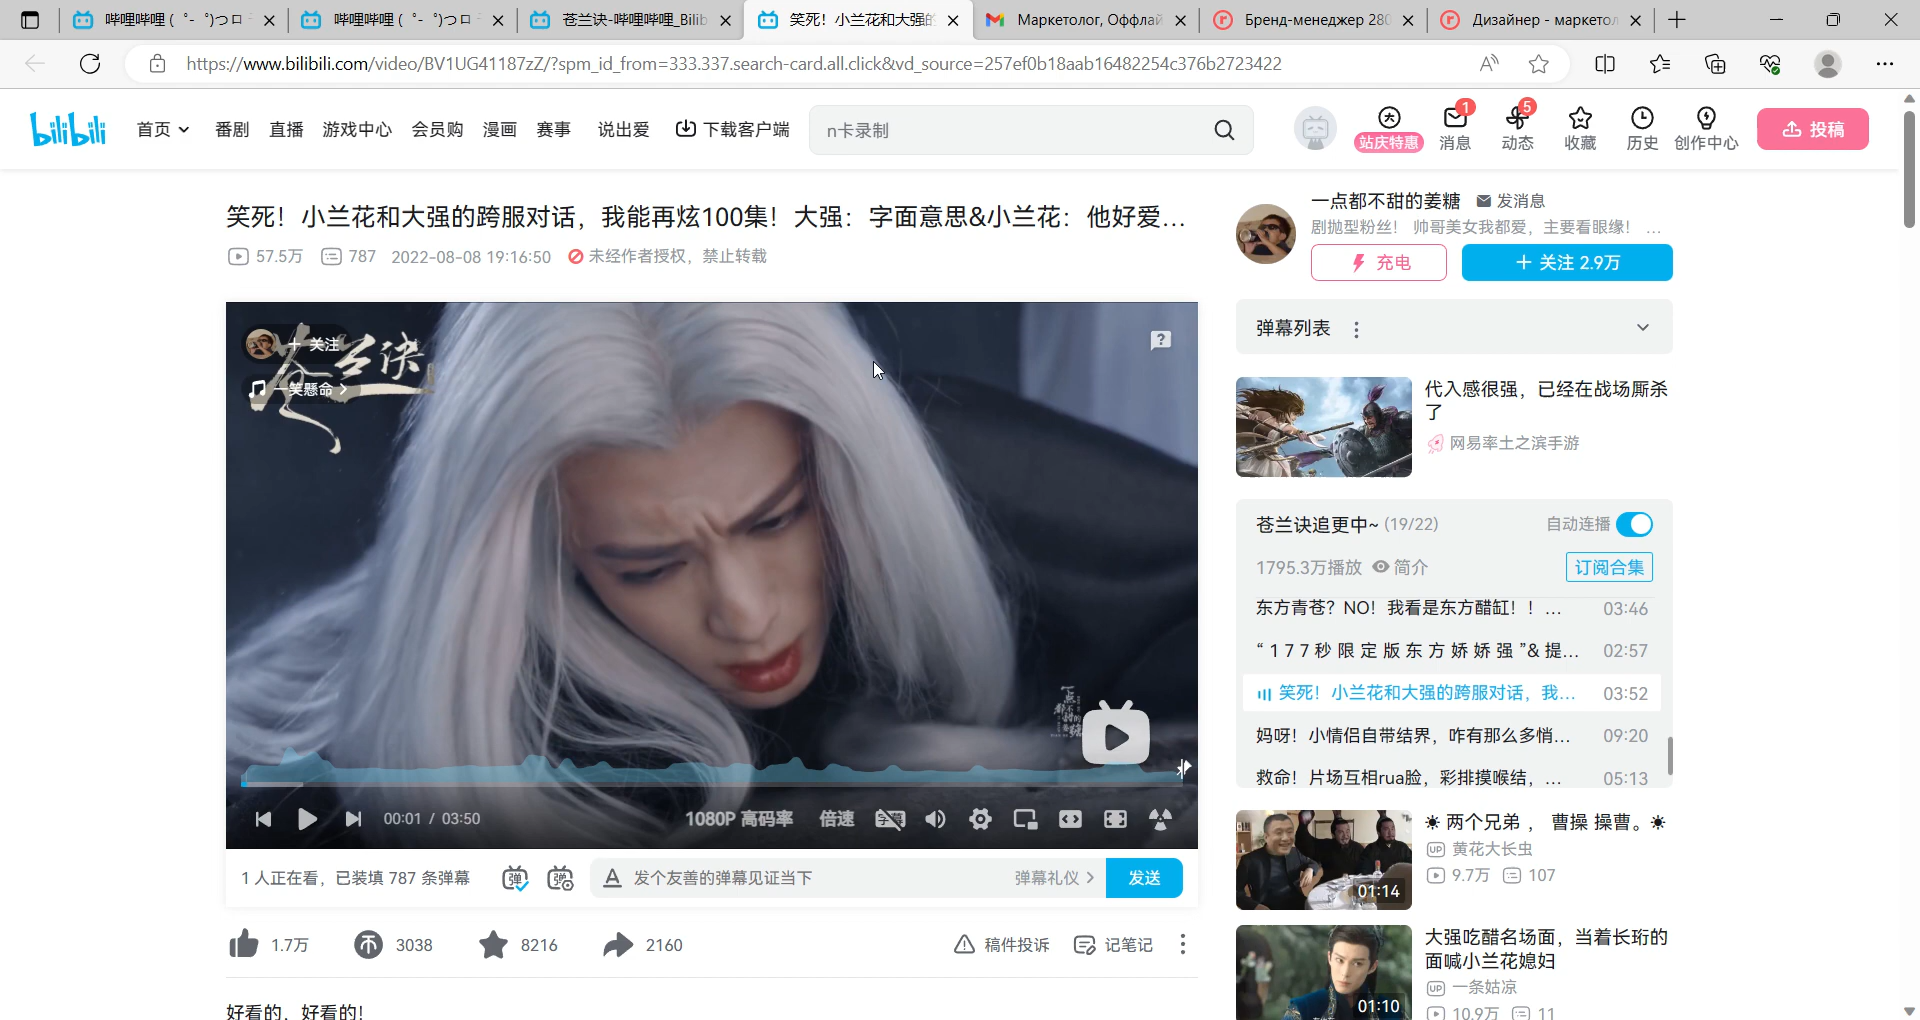 哔哩哔哩 (゜-゜)つロ
哔哩哔哩 (゜-゜)つロ
苍兰诀-哔哩哔哩_Bilib
笑死！小兰花和大强的
Маркетолог, Оффлай
Бренд-менеджер 280
Дизайнер - маркетол
https://www.bilibili.com/video/BV1UG41187zZ/?spm_id_from=333.337.search-card.all.click&vd_source=257ef0b18aab16482254c376b2723422
bilibili
首页
番剧
直播
游戏中心
会员购
漫画
赛事
说出爱
下载客户端
n卡录制
站庆特惠
1
消息
5
动态
收藏
历史
创作中心
投稿
笑死！小兰花和大强的跨服对话，我能再炫100集！大强：字面意思&小兰花：他好爱...
57.5万 787 2022-08-08 19:16:50 未经作者授权，禁止转载
一点都不甜的姜糖 发消息
剧抛型粉丝！ 帅哥美女我都爱，主要看眼缘！ ...
充电
+ 关注 2.9万
+ 关注
苍兰诀
一笑懸命
00:01 / 03:50
1080P 高码率
倍速
字幕
1 人正在看，已装填 787 条弹幕
弹
弹
发个友善的弹幕见证当下
弹幕礼仪
发送
1.7万
3038
8216
2160
稿件投诉
记笔记
好看的，好看的！
弹幕列表
代入感很强，已经在战场厮杀
了
网易率土之滨手游
苍兰诀追更中~ (19/22)
自动连播
1795.3万播放 简介
订阅合集
东方青苍？NO！我看是东方醋缸！！... 03:46
“177秒限定版东方娇娇强”&提... 02:57
笑死！小兰花和大强的跨服对话，我... 03:52
妈呀！小情侣自带结界，咋有那么多悄... 09:20
救命！片场互相rua脸，彩排摸喉结，... 05:13
01:14
☀两个兄弟 ， 曹操 操曹。☀
UP 黄花大长虫
9.7万 107
01:10
大强吃醋名场面，当着长珩的
面喊小兰花媳妇
UP 一条姑凉
10.9万 11